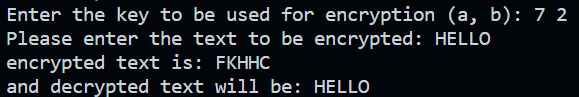 Enter the key to be used for encryption (a, b): 7 2
Please enter the text to be encrypted: HELLO
encrypted text is: FKHHC
and decrypted text will be: HELLO